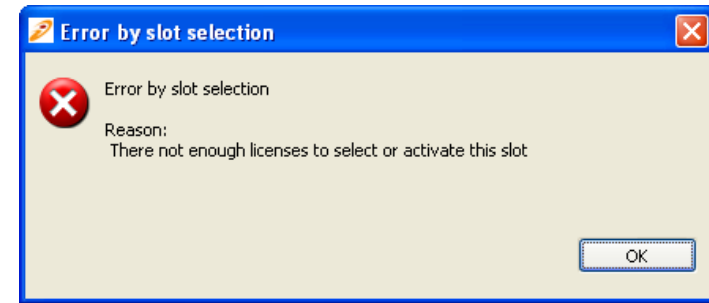 Error by slot selection
Error by slot selection
Reason:
There not enough licenses to select or activate this slot
OK